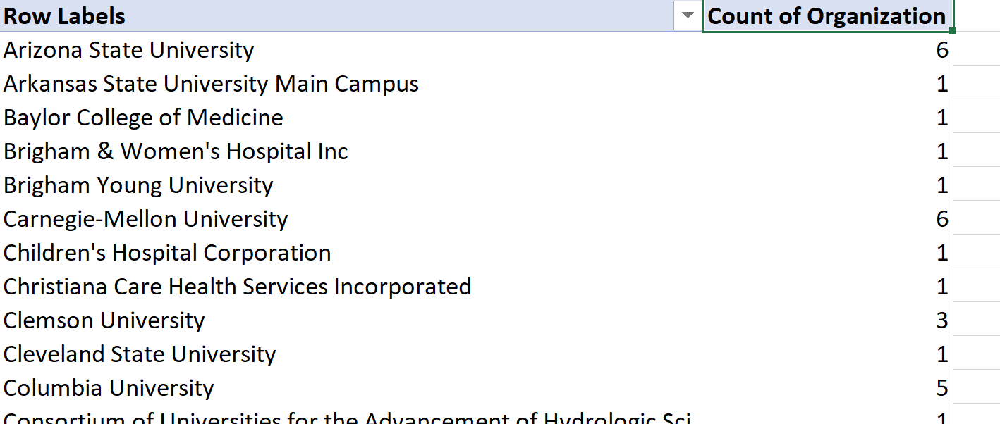 Row Labels Count of Organization
Arizona State University 6
Arkansas State University Main Campus 1
Baylor College of Medicine 1
Brigham & Women's Hospital Inc 1
Brigham Young University 1
Carnegie-Mellon University 6
Children's Hospital Corporation 1
Christiana Care Health Services Incorporated 1
Clemson University 3
Cleveland State University 1
Columbia University 5
Consortium of Universities for the Advancement of Hydrologic Sci 1